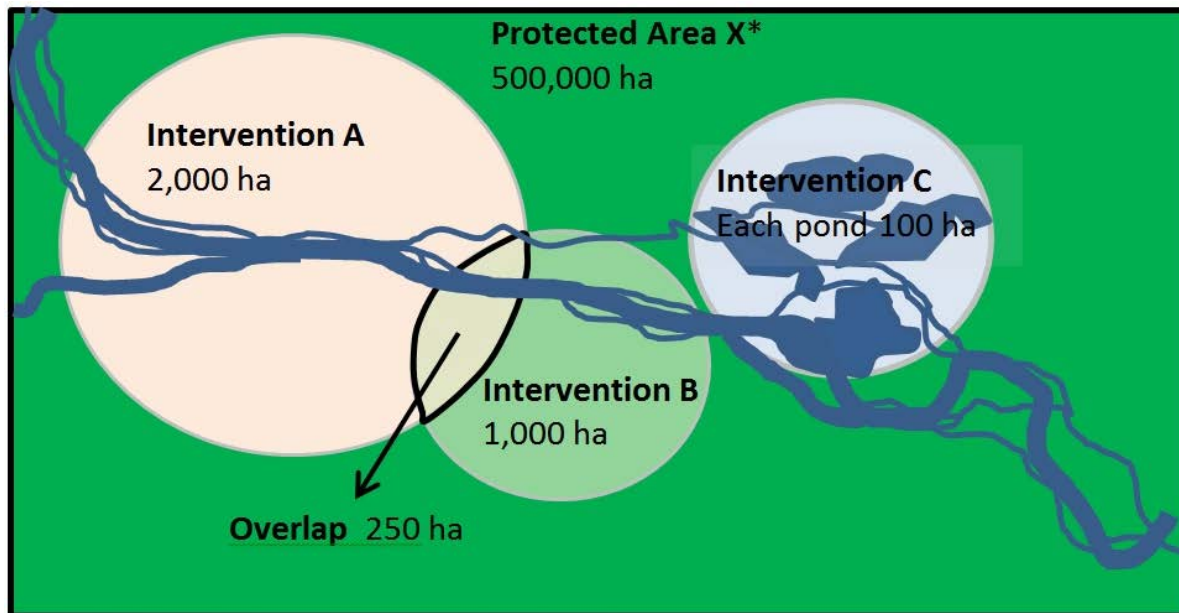 Protected Area X*
500,000 ha
Intervention A
2,000 ha
Intervention C
Each pond 100 ha
Intervention B
1,000 ha
Overlap 250 ha